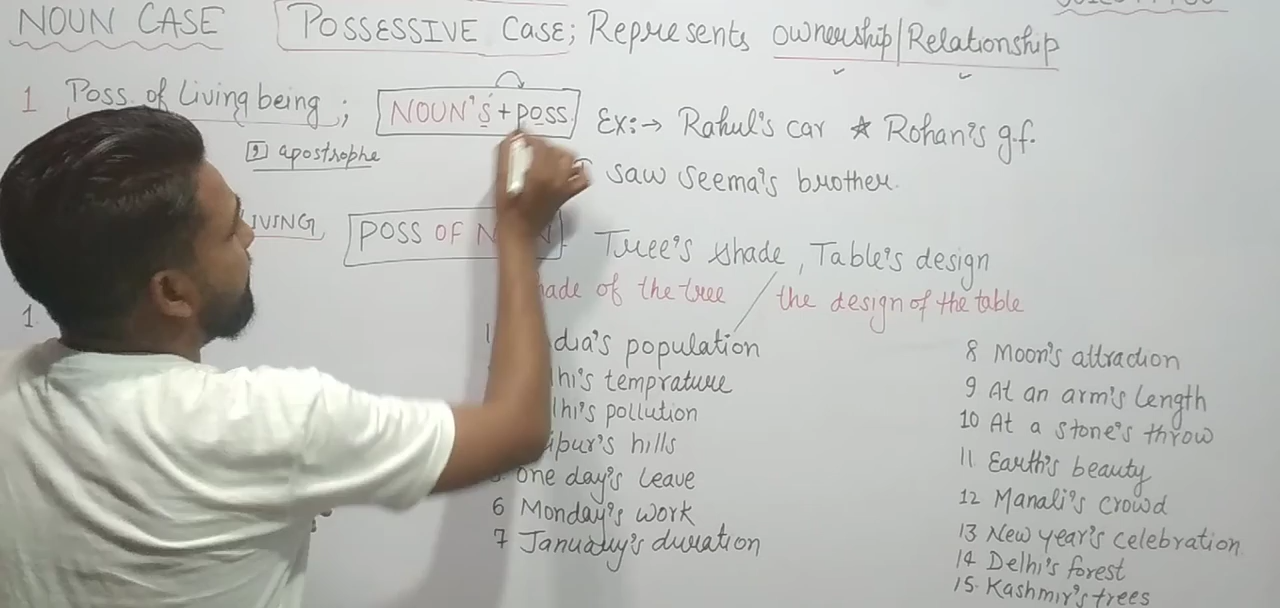 NOUN CASE
POSSESSIVE CASE; Represents ownership/Relationship
1 Poss. of Living being ; NOUN's + POSS. Ex:→ Rahul's car ★ Rohan's g.f.
apostrophe
saw Seema's brother.
POSS OF Tree's shade, Table's design
of the tree / the design of the table
1.
population
temprature
pollution
hills
one day's leave
6 Monday's work
7 January's duration
8 Moon's attraction
9 At an arm's length
10 At a stone's throw
11 Earth's beauty
12 Manali's crowd
13 New year's celebration
14 Delhi's forest
15. Kashmir's trees